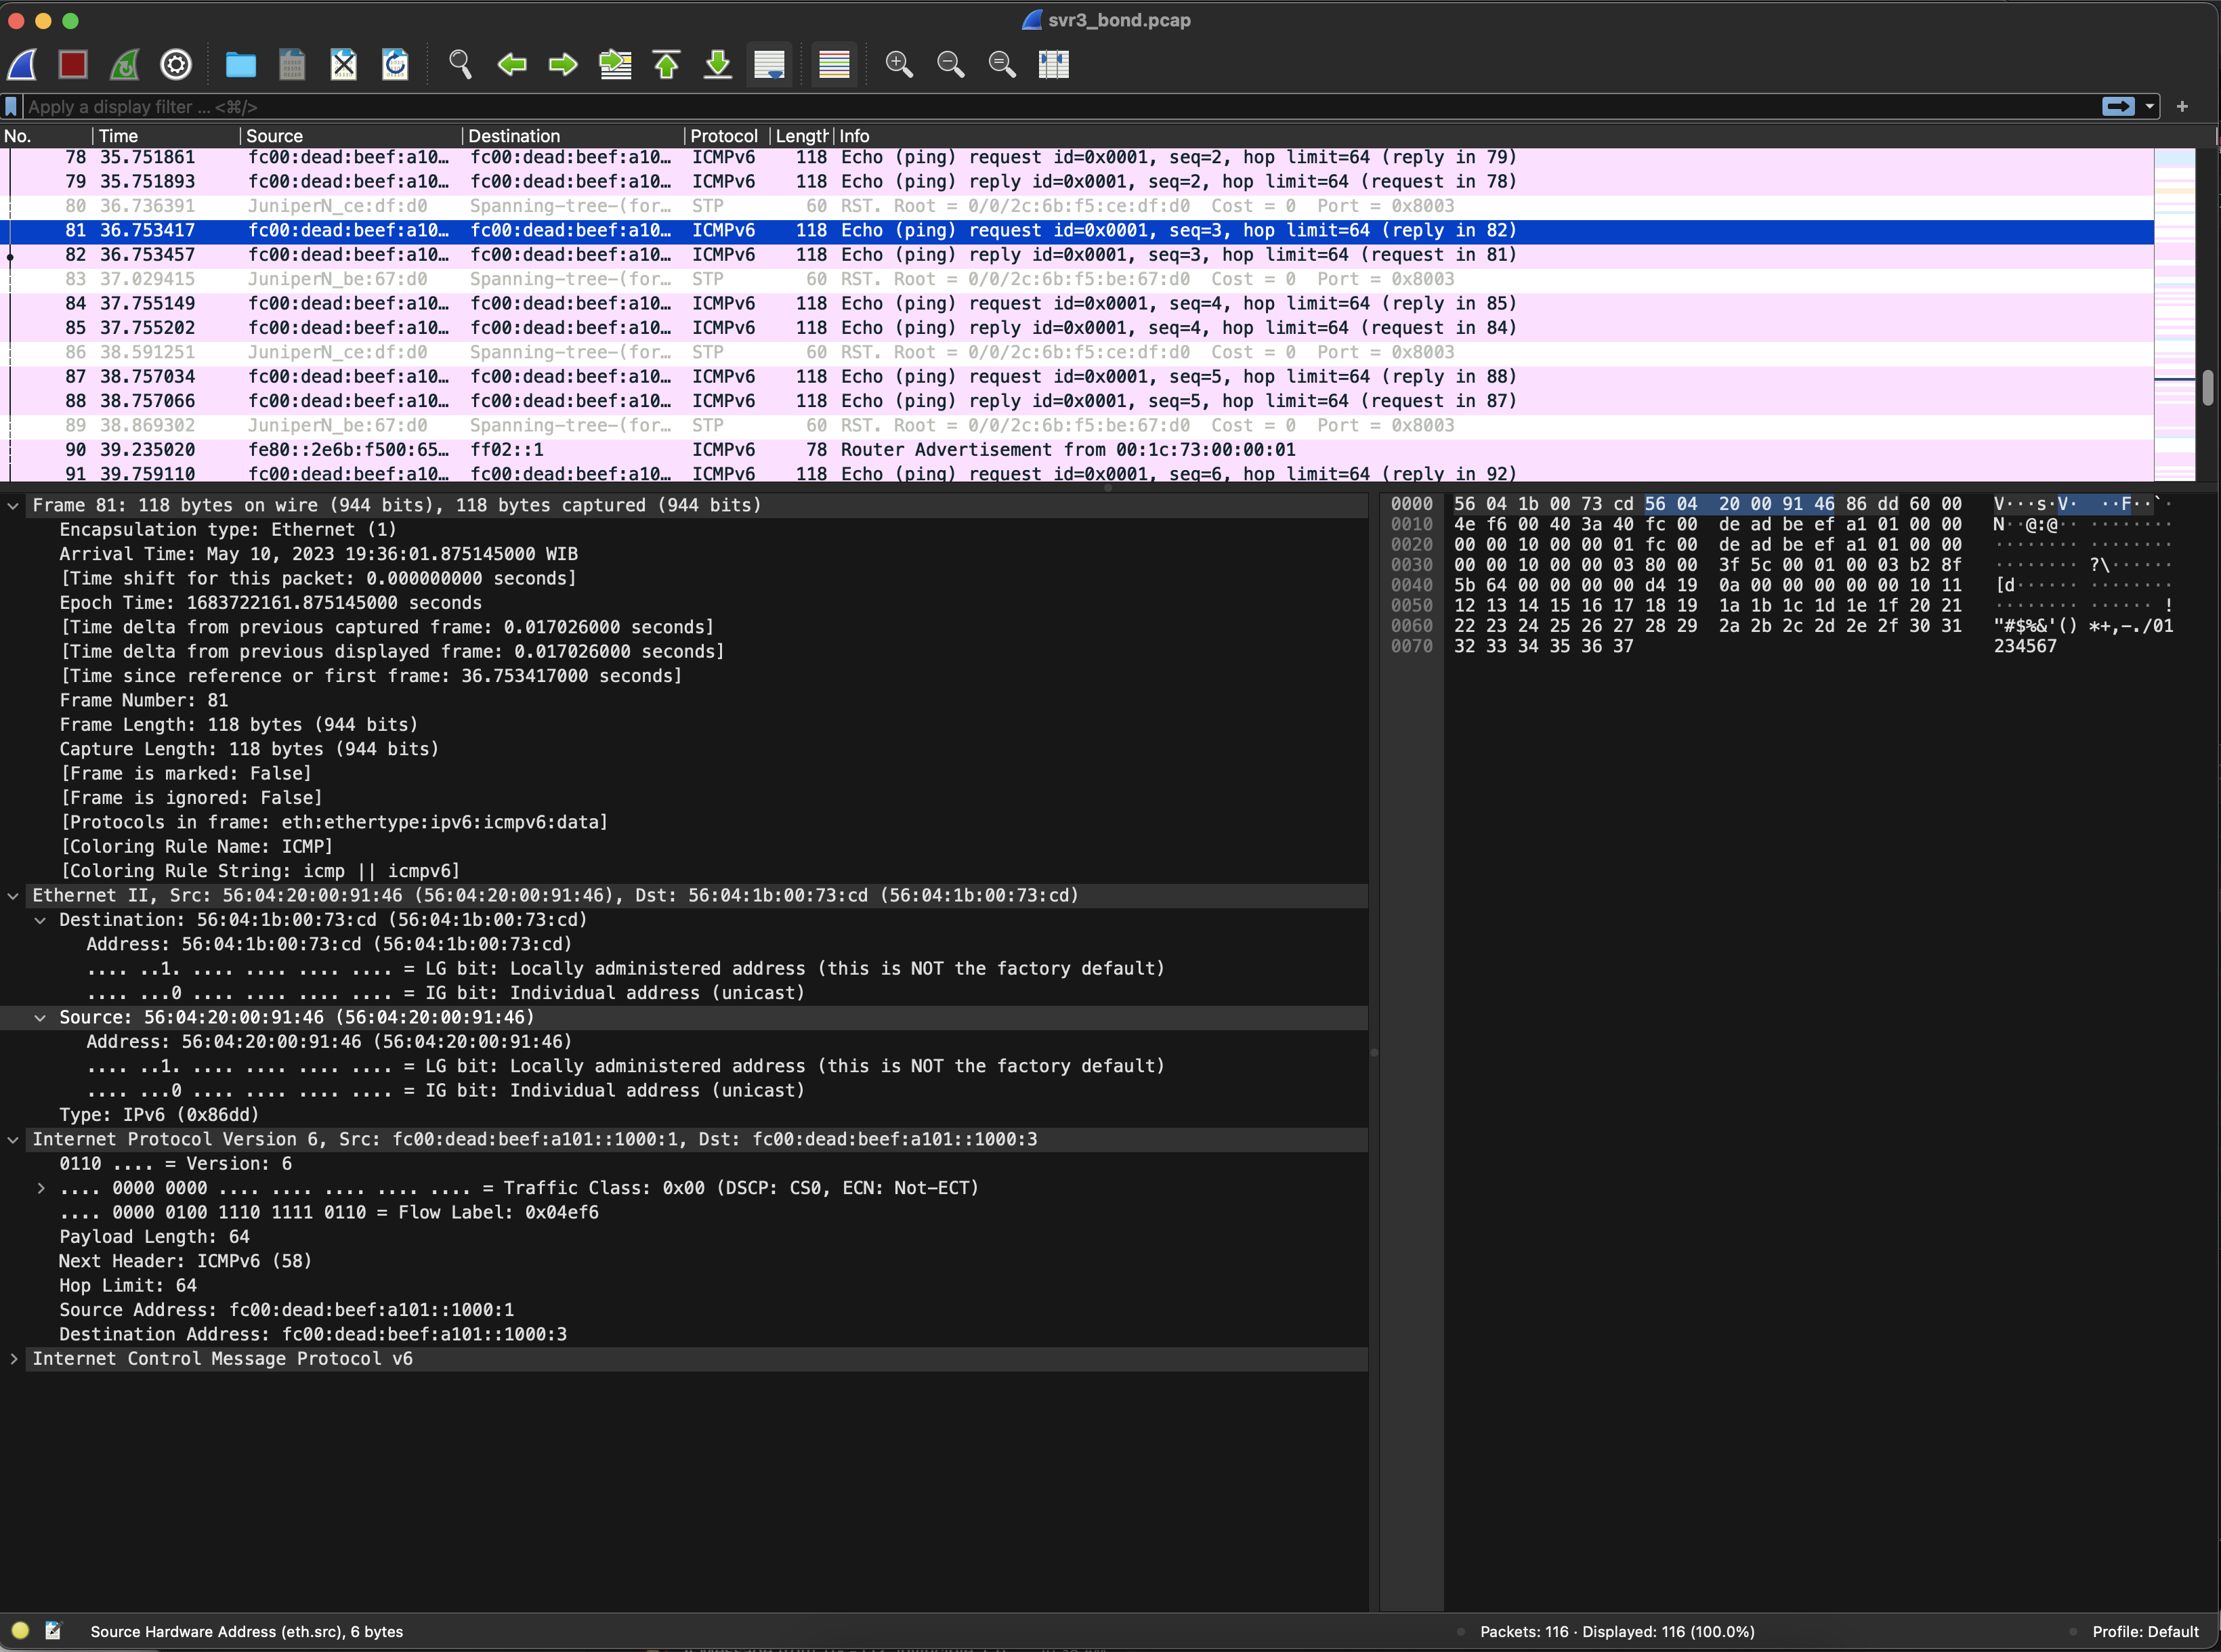 svr3_bond.pcap
Apply a display filter ... <⌘/>
No. Time Source Destination Protocol Length Info
78 35.751861 fc00:dead:beef:a10… fc00:dead:beef:a10… ICMPv6 118 Echo (ping) request id=0x0001, seq=2, hop limit=64 (reply in 79)
79 35.751893 fc00:dead:beef:a10… fc00:dead:beef:a10… ICMPv6 118 Echo (ping) reply id=0x0001, seq=2, hop limit=64 (request in 78)
80 36.736391 JuniperN_ce:df:d0 Spanning-tree-(for… STP 60 RST. Root = 0/0/2c:6b:f5:ce:df:d0 Cost = 0 Port = 0x8003
81 36.753417 fc00:dead:beef:a10… fc00:dead:beef:a10… ICMPv6 118 Echo (ping) request id=0x0001, seq=3, hop limit=64 (reply in 82)
82 36.753457 fc00:dead:beef:a10… fc00:dead:beef:a10… ICMPv6 118 Echo (ping) reply id=0x0001, seq=3, hop limit=64 (request in 81)
83 37.029415 JuniperN_be:67:d0 Spanning-tree-(for… STP 60 RST. Root = 0/0/2c:6b:f5:be:67:d0 Cost = 0 Port = 0x8003
84 37.755149 fc00:dead:beef:a10… fc00:dead:beef:a10… ICMPv6 118 Echo (ping) request id=0x0001, seq=4, hop limit=64 (reply in 85)
85 37.755202 fc00:dead:beef:a10… fc00:dead:beef:a10… ICMPv6 118 Echo (ping) reply id=0x0001, seq=4, hop limit=64 (request in 84)
86 38.591251 JuniperN_ce:df:d0 Spanning-tree-(for… STP 60 RST. Root = 0/0/2c:6b:f5:ce:df:d0 Cost = 0 Port = 0x8003
87 38.757034 fc00:dead:beef:a10… fc00:dead:beef:a10… ICMPv6 118 Echo (ping) request id=0x0001, seq=5, hop limit=64 (reply in 88)
88 38.757066 fc00:dead:beef:a10… fc00:dead:beef:a10… ICMPv6 118 Echo (ping) reply id=0x0001, seq=5, hop limit=64 (request in 87)
89 38.869302 JuniperN_be:67:d0 Spanning-tree-(for… STP 60 RST. Root = 0/0/2c:6b:f5:be:67:d0 Cost = 0 Port = 0x8003
90 39.235020 fe80::2e6b:f500:65… ff02::1 ICMPv6 78 Router Advertisement from 00:1c:73:00:00:01
91 39.759110 fc00:dead:beef:a10… fc00:dead:beef:a10… ICMPv6 118 Echo (ping) request id=0x0001, seq=6, hop limit=64 (reply in 92)
Frame 81: 118 bytes on wire (944 bits), 118 bytes captured (944 bits)
Encapsulation type: Ethernet (1)
Arrival Time: May 10, 2023 19:36:01.875145000 WIB
[Time shift for this packet: 0.000000000 seconds]
Epoch Time: 1683722161.875145000 seconds
[Time delta from previous captured frame: 0.017026000 seconds]
[Time delta from previous displayed frame: 0.017026000 seconds]
[Time since reference or first frame: 36.753417000 seconds]
Frame Number: 81
Frame Length: 118 bytes (944 bits)
Capture Length: 118 bytes (944 bits)
[Frame is marked: False]
[Frame is ignored: False]
[Protocols in frame: eth:ethertype:ipv6:icmpv6:data]
[Coloring Rule Name: ICMP]
[Coloring Rule String: icmp || icmpv6]
Ethernet II, Src: 56:04:20:00:91:46 (56:04:20:00:91:46), Dst: 56:04:1b:00:73:cd (56:04:1b:00:73:cd)
Destination: 56:04:1b:00:73:cd (56:04:1b:00:73:cd)
Address: 56:04:1b:00:73:cd (56:04:1b:00:73:cd)
.... ..1. .... .... .... .... = LG bit: Locally administered address (this is NOT the factory default)
.... ...0 .... .... .... .... = IG bit: Individual address (unicast)
Source: 56:04:20:00:91:46 (56:04:20:00:91:46)
Address: 56:04:20:00:91:46 (56:04:20:00:91:46)
.... ..1. .... .... .... .... = LG bit: Locally administered address (this is NOT the factory default)
.... ...0 .... .... .... .... = IG bit: Individual address (unicast)
Type: IPv6 (0x86dd)
Internet Protocol Version 6, Src: fc00:dead:beef:a101::1000:1, Dst: fc00:dead:beef:a101::1000:3
0110 .... = Version: 6
.... 0000 0000 .... .... .... .... .... = Traffic Class: 0x00 (DSCP: CS0, ECN: Not-ECT)
.... 0000 0100 1110 1111 0110 = Flow Label: 0x04ef6
Payload Length: 64
Next Header: ICMPv6 (58)
Hop Limit: 64
Source Address: fc00:dead:beef:a101::1000:1
Destination Address: fc00:dead:beef:a101::1000:3
Internet Control Message Protocol v6
0000 56 04 1b 00 73 cd 56 04 20 00 91 46 86 dd 60 00 V···s·V· ··F··`·
0010 4e f6 00 40 3a 40 fc 00 de ad be ef a1 01 00 00 N··@:@·· ········
0020 00 00 10 00 00 01 fc 00 de ad be ef a1 01 00 00 ········ ········
0030 00 00 10 00 00 03 80 00 3f 5c 00 01 00 03 b2 8f ········ ?\······
0040 5b 64 00 00 00 00 d4 19 0a 00 00 00 00 00 10 11 [d······ ········
0050 12 13 14 15 16 17 18 19 1a 1b 1c 1d 1e 1f 20 21 ········ ······ !
0060 22 23 24 25 26 27 28 29 2a 2b 2c 2d 2e 2f 30 31 "#$%&'() *+,-./01
0070 32 33 34 35 36 37 234567
Source Hardware Address (eth.src), 6 bytes
Packets: 116 · Displayed: 116 (100.0%)
Profile: Default